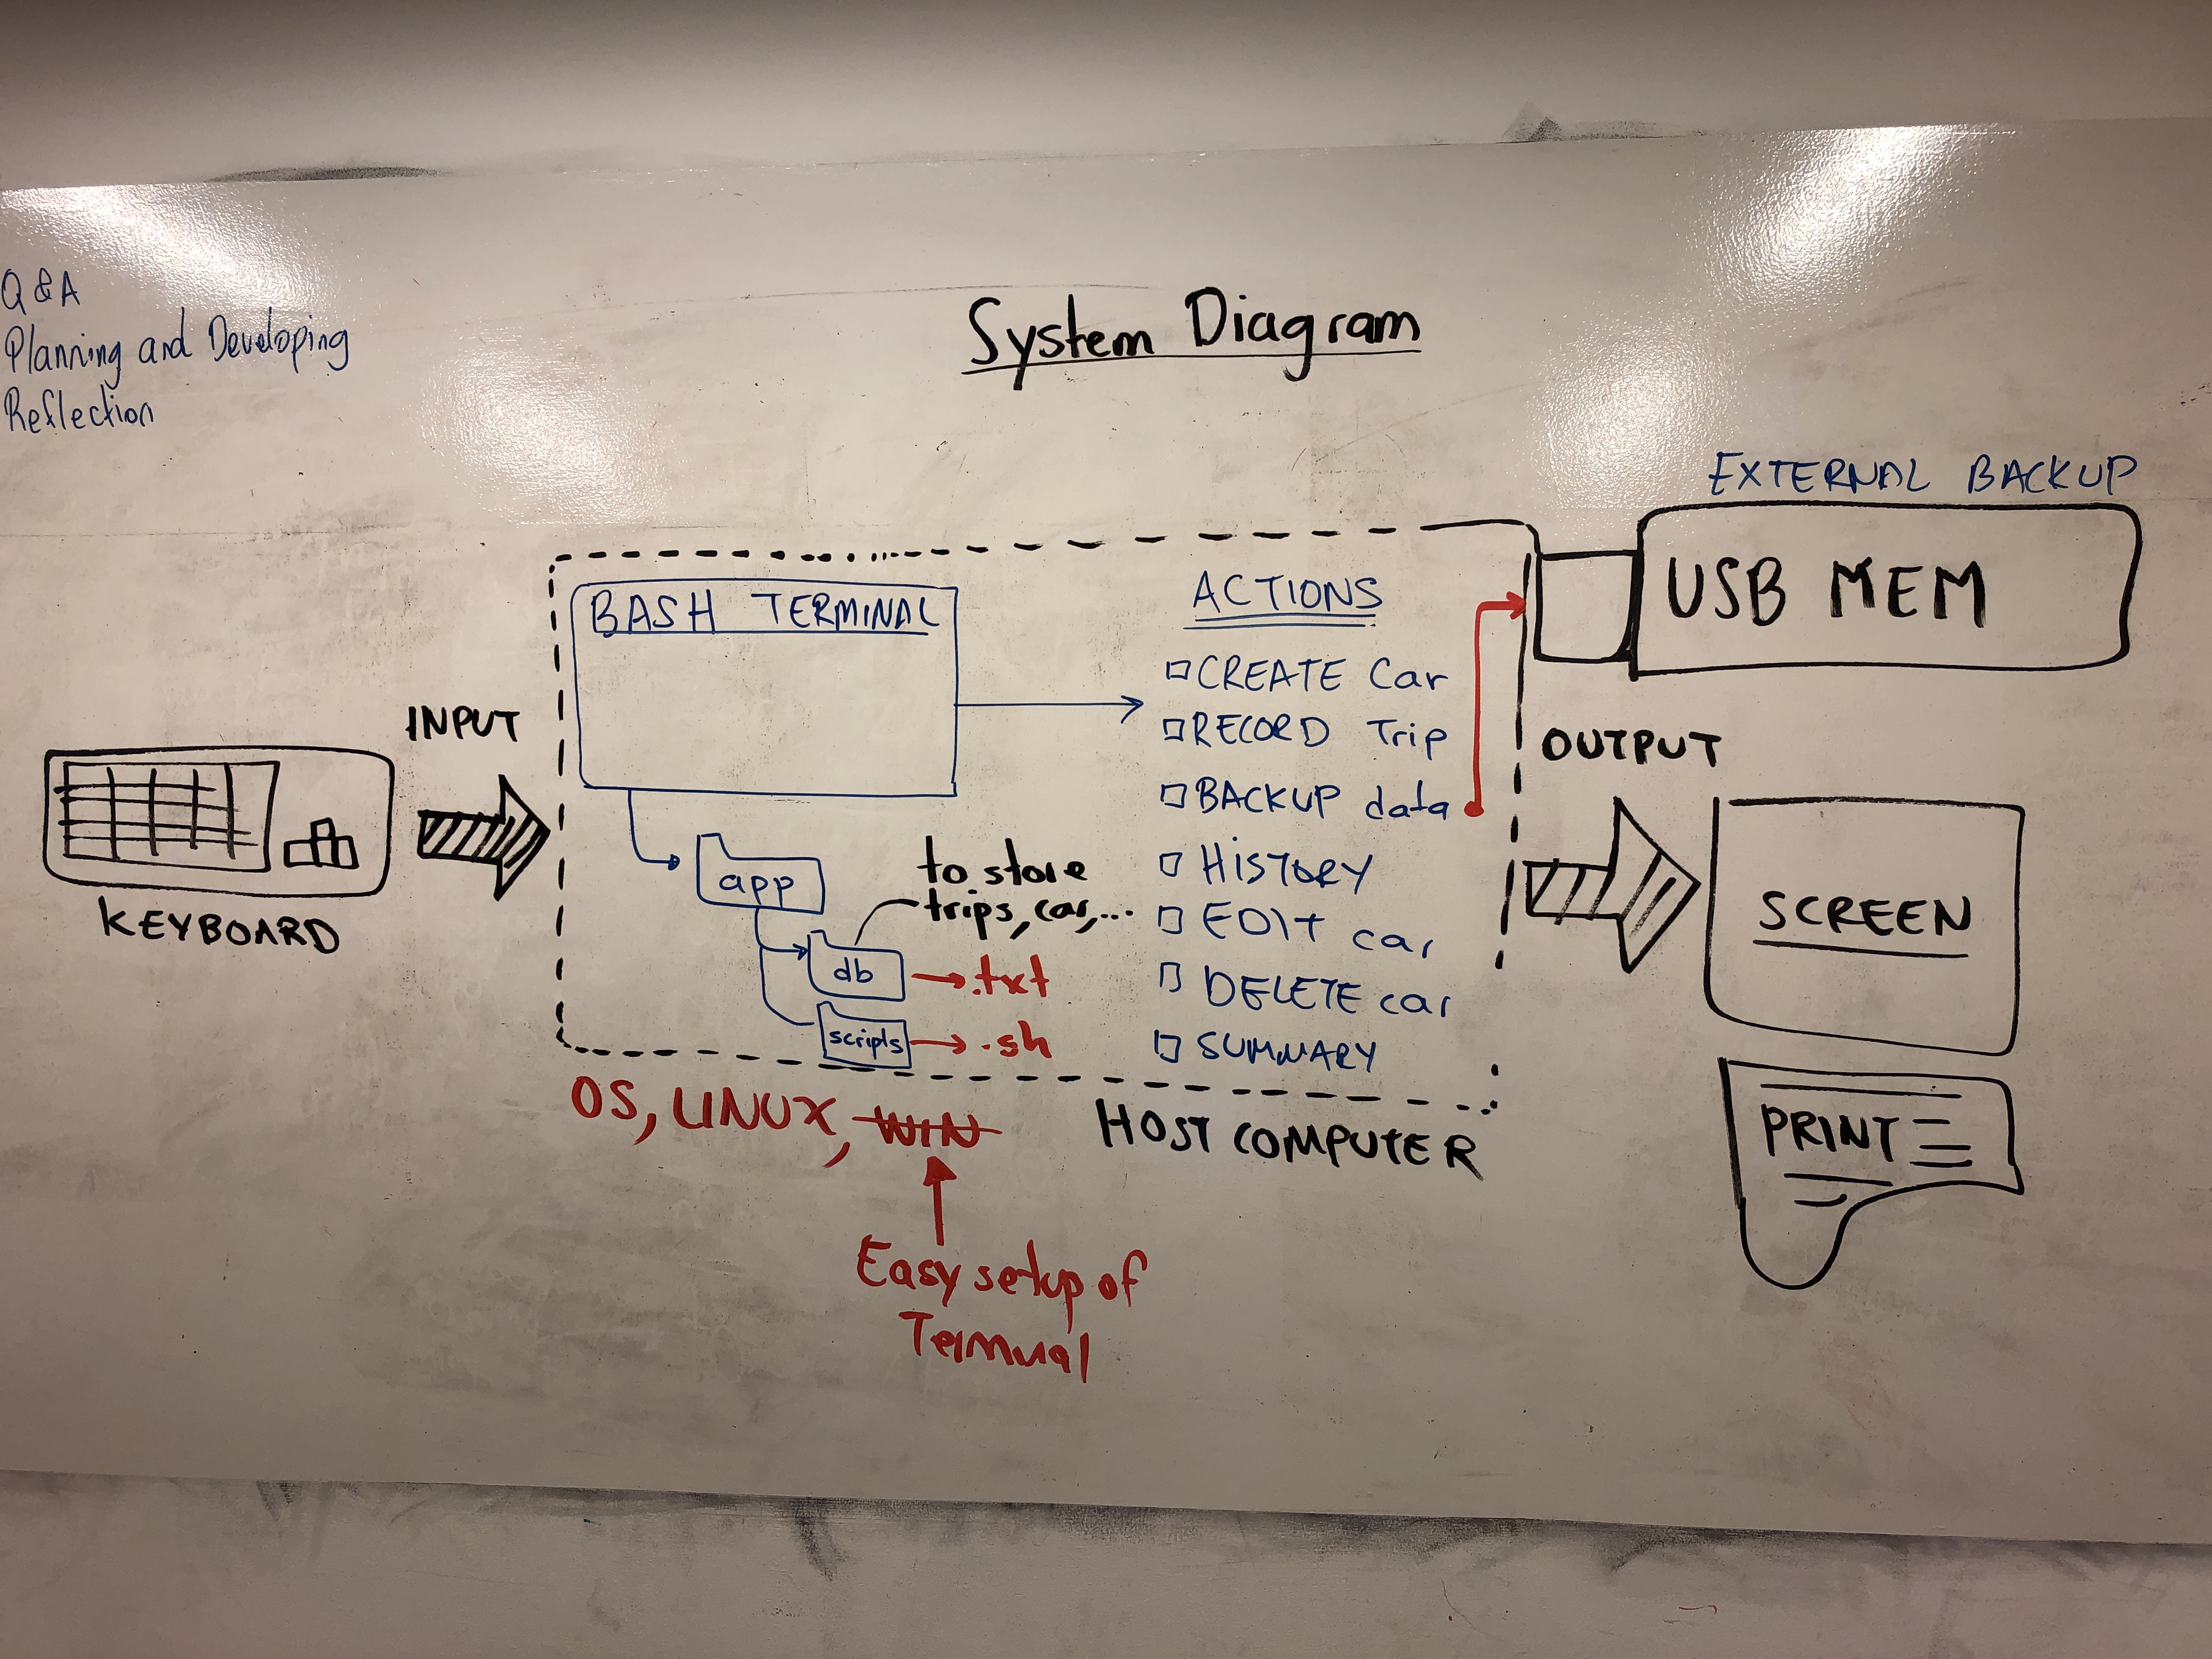 Q & A
Planning and Developing
Reflection
System Diagram
EXTERNAL BACKUP
USB MEM
BASH TERMINAL
ACTIONS
CREATE Car
RECORD Trip
BACKUP data
HISTORY
EDIT car
DELETE car
SUMMARY
INPUT
KEYBOARD
app
to store
trips, car,...
db
.txt
scripts
.sh
OS, LINUX, WIN
HOST COMPUTER
Easy setup of
Terminal
OUTPUT
SCREEN
PRINT